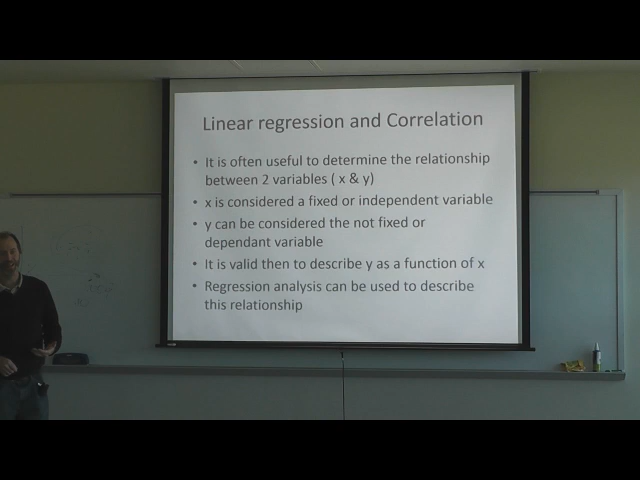 Linear regression and Correlation
• It is often useful to determine the relationship
between 2 variables ( x & y)
• x is considered a fixed or independent variable
• y can be considered the not fixed or
dependant variable
• It is valid then to describe y as a function of x
• Regression analysis can be used to describe
this relationship